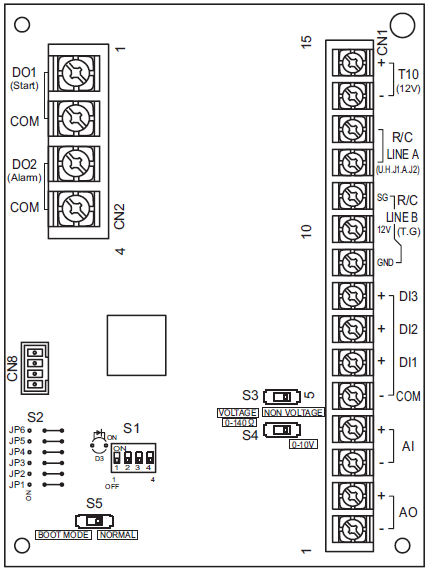 1
DO1
(Start)
COM
DO2
(Alarm)
COM
CN2
4
15
CN1
+
T10
-
(12V)
R/C
LINE A
(U.H.J1.A.J2)
SG
R/C
10
LINE B
12V
(T.G)
GND
+ DI3
+ DI2
+ DI1
- COM
+
AI
-
+
AO
-
1
CN8
S3
5
VOLTAGE NON VOLTAGE
0-140Ω
S4
0-10V
S2
JP6
JP5
JP4
JP3
JP2
JP1
ON
ON
D3
S1
ON
1 2 3 4
1 4
OFF
S5
BOOT MODE NORMAL